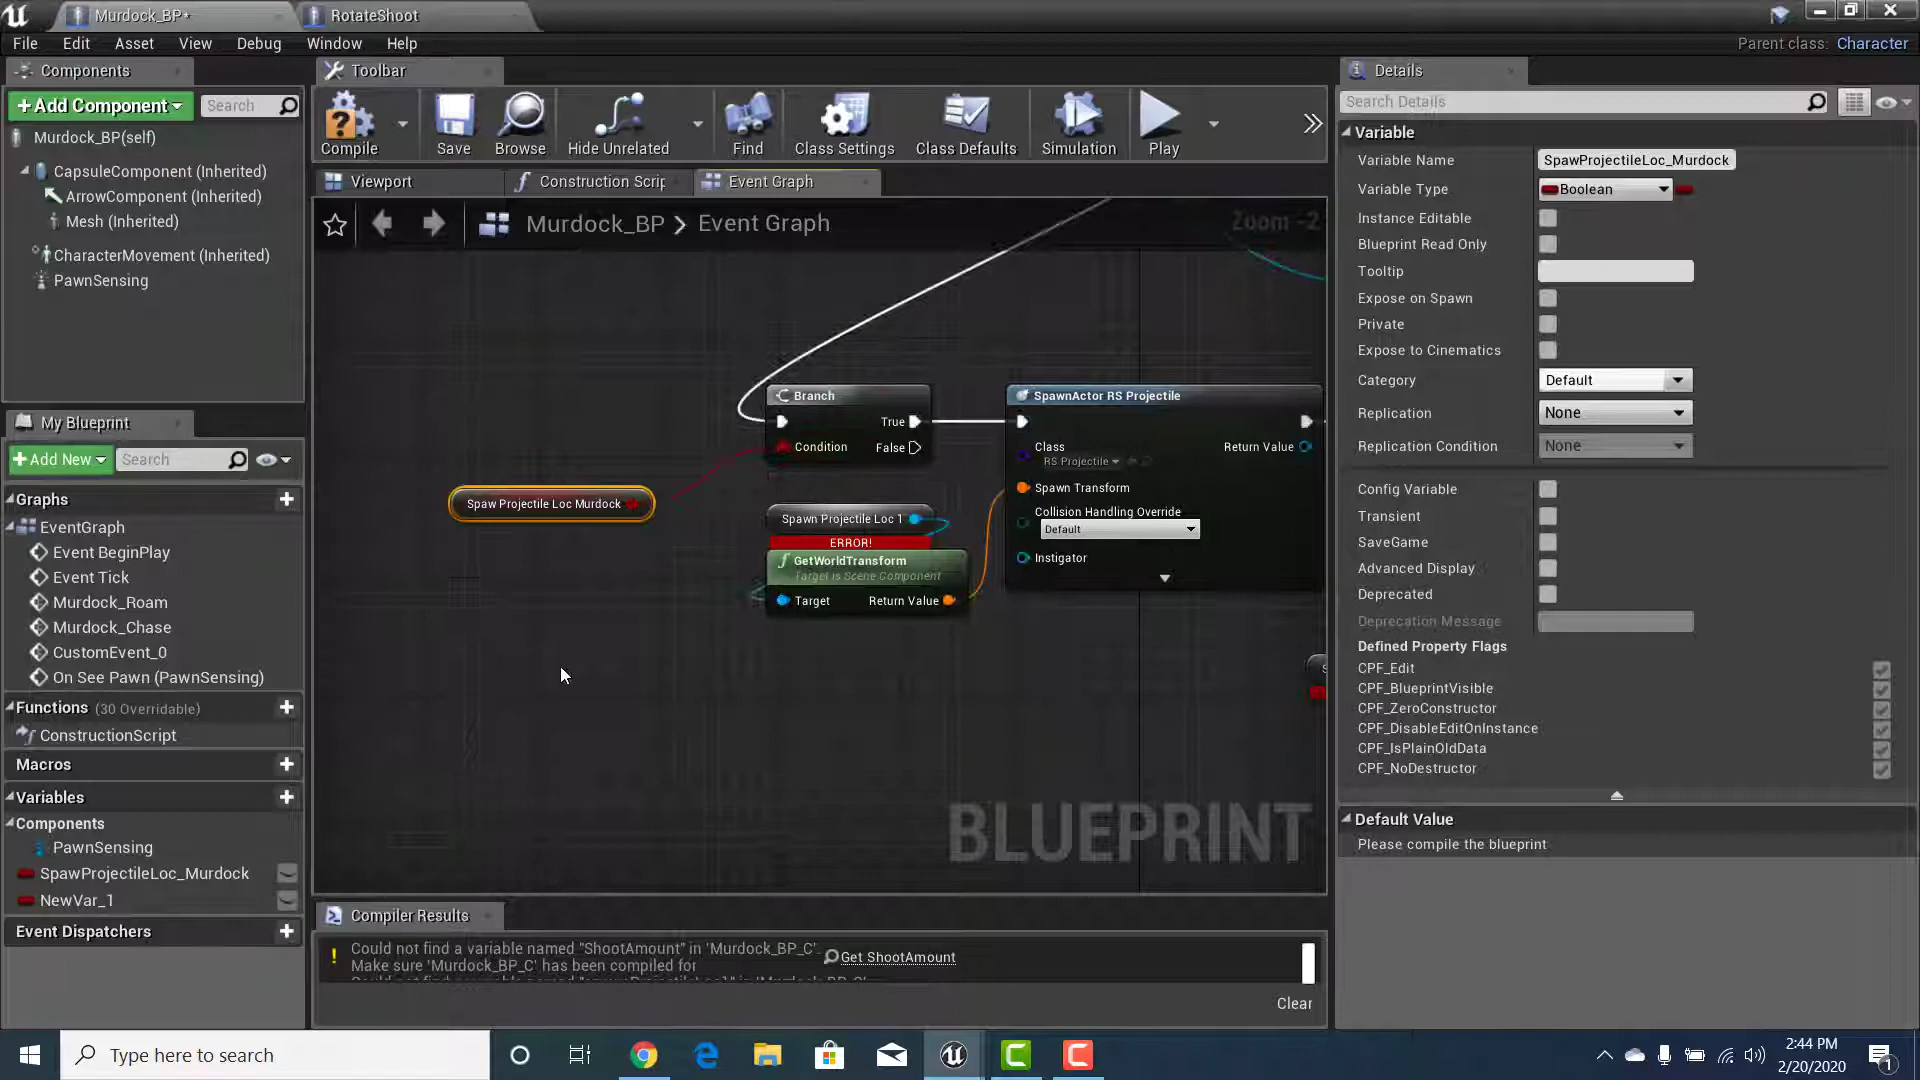 Murdock_BP*
RotateShoot
File Edit Asset View Debug Window Help
Parent class: Character
Components
+Add Component
Search
Murdock_BP(self)
CapsuleComponent (Inherited)
ArrowComponent (Inherited)
Mesh (Inherited)
CharacterMovement (Inherited)
PawnSensing
My Blueprint
+Add New
Search
Graphs
EventGraph
Event BeginPlay
Event Tick
Murdock_Roam
Murdock_Chase
CustomEvent_0
On See Pawn (PawnSensing)
Functions (30 Overridable)
ConstructionScript
Macros
Variables
Components
PawnSensing
SpawProjectileLoc_Murdock
NewVar_1
Event Dispatchers
Toolbar
Compile
Save
Browse
Hide Unrelated
Find
Class Settings
Class Defaults
Simulation
Play
Viewport
Construction Scrip
Event Graph
Murdock_BP > Event Graph
Zoom -2
Branch
True
Condition
False
Spaw Projectile Loc Murdock
Spawn Projectile Loc 1
ERROR!
GetWorldTransform
Target is Scene Component
Target
Return Value
SpawnActor RS Projectile
Class
RS Projectile
Return Value
Spawn Transform
Collision Handling Override
Default
Instigator
BLUEPRINT
Compiler Results
Could not find a variable named "ShootAmount" in 'Murdock_BP_C'.
Make sure 'Murdock_BP_C' has been compiled for
Get ShootAmount
Clear
Details
Search Details
Variable
Variable Name SpawProjectileLoc_Murdock
Variable Type Boolean
Instance Editable
Blueprint Read Only
Tooltip
Expose on Spawn
Private
Expose to Cinematics
Category Default
Replication None
Replication Condition None
Config Variable
Transient
SaveGame
Advanced Display
Deprecated
Deprecation Message
Defined Property Flags
CPF_Edit
CPF_BlueprintVisible
CPF_ZeroConstructor
CPF_DisableEditOnInstance
CPF_IsPlainOldData
CPF_NoDestructor
Default Value
Please compile the blueprint
Type here to search
2:44 PM
2/20/2020
1